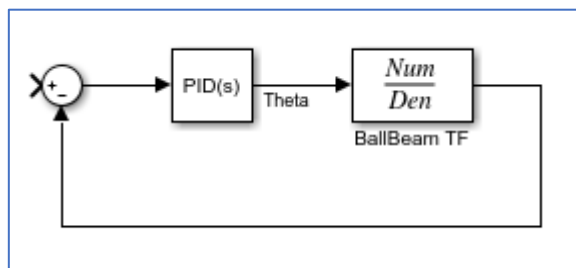 +
-
PID(s)
Theta
Num
Den
BallBeam TF